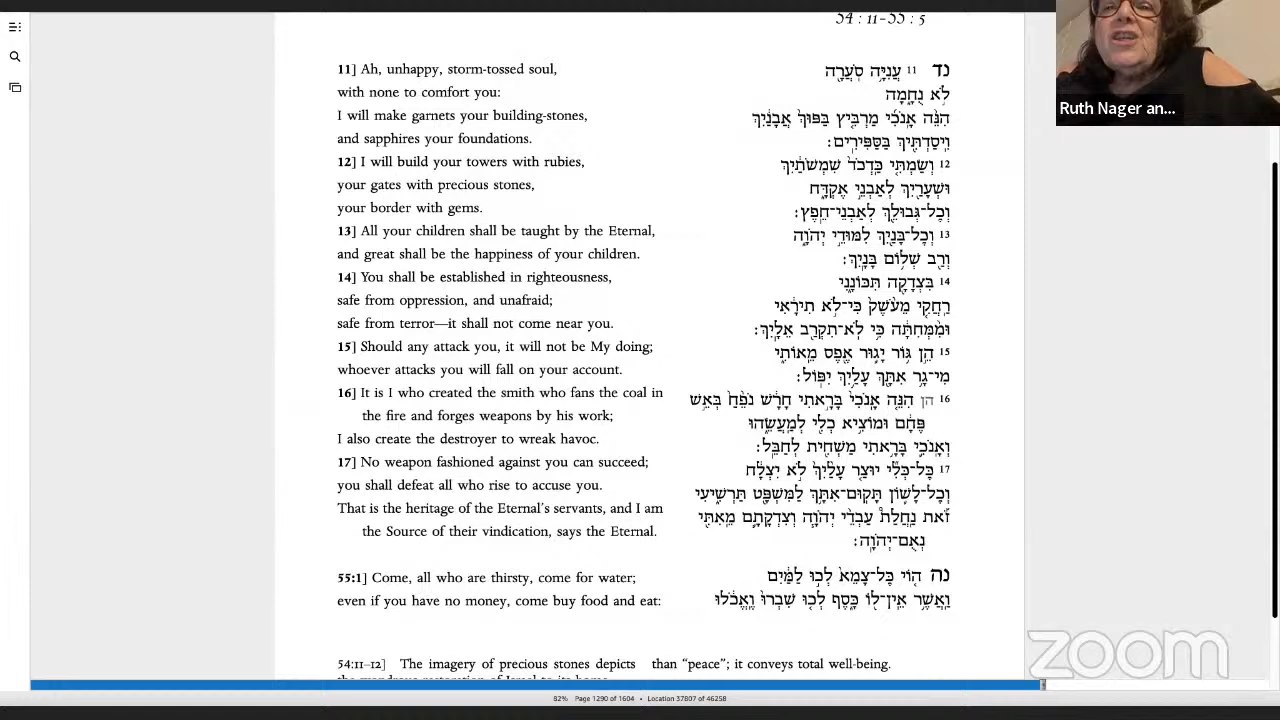 54 : 11–55 : 5
Ruth Nager an...
11] Ah, unhappy, storm-tossed soul,
with none to comfort you:
I will make garnets your building-stones,
and sapphires your foundations.
12] I will build your towers with rubies,
your gates with precious stones,
your border with gems.
13] All your children shall be taught by the Eternal,
and great shall be the happiness of your children.
14] You shall be established in righteousness,
safe from oppression, and unafraid;
safe from terror—it shall not come near you.
15] Should any attack you, it will not be My doing;
whoever attacks you will fall on your account.
16] It is I who created the smith who fans the coal in
the fire and forges weapons by his work;
I also create the destroyer to wreak havoc.
17] No weapon fashioned against you can succeed;
you shall defeat all who rise to accuse you.
That is the heritage of the Eternal's servants, and I am
the Source of their vindication, says the Eternal.
55:1] Come, all who are thirsty, come for water;
even if you have no money, come buy food and eat:
נד 11 עֲנִיָּ֥ה סֹעֲרָ֖ה
לֹ֣א נֻחָ֑מָה
הִנֵּ֨ה אָנֹכִ֜י מַרְבִּ֤יץ בַּפּוּךְ֙ אֲבָנַ֔יִךְ
וִֽיסַדְתִּ֖יךְ בַּסַּפִּירִֽים׃
12 וְשַׂמְתִּ֤י כַּֽדְכֹד֙ שִׁמְשֹׁתַ֔יִךְ
וּשְׁעָרַ֖יִךְ לְאַבְנֵ֣י אֶקְדָּ֑ח
וְכׇל־גְּבוּלֵ֖ךְ לְאַבְנֵי־חֵֽפֶץ׃
13 וְכׇל־בָּנַ֖יִךְ לִמּוּדֵ֣י יְהֹוָ֑ה
וְרַ֖ב שְׁל֥וֹם בָּנָֽיִךְ׃
14 בִּצְדָקָ֖ה תִּכּוֹנָ֑נִי
רַחֲקִ֤י מֵעֹ֙שֶׁק֙ כִּי־לֹ֣א תִירָ֔אִי
וּמִ֨מְּחִתָּ֔ה כִּ֥י לֹֽא־תִקְרַ֖ב אֵלָֽיִךְ׃
15 הֵ֣ן גּ֥וֹר יָג֛וּר אֶ֖פֶס מֵאוֹתִ֑י
מִי־גָ֥ר אִתָּ֖ךְ עָלַ֥יִךְ יִפּֽוֹל׃
16 הן הִנֵּ֤ה אָֽנֹכִי֙ בָּרָ֣אתִי חָרָ֔שׁ נֹפֵ֙חַ֙ בְּאֵ֣שׁ
פֶּחָ֔ם וּמוֹצִ֥יא כְלִ֖י לְמַעֲשֵׂ֑הוּ
וְאָנֹכִ֛י בָּרָ֥אתִי מַשְׁחִ֖ית לְחַבֵּֽל׃
17 כׇּל־כְּלִ֞י יוּצַ֤ר עָלַ֙יִךְ֙ לֹ֣א יִצְלָ֔ח
וְכׇל־לָשׁ֛וֹן תָּקֽוּם־אִתָּ֥ךְ לַמִּשְׁפָּ֖ט תַּרְשִׁ֑יעִי
זֹ֡את נַחֲלַת֩ עַבְדֵ֨י יְהֹוָ֧ה וְצִדְקָתָ֛ם מֵאִתִּ֖י
נְאֻם־יְהֹוָֽה׃
נה ה֤וֹי כׇּל־צָמֵא֙ לְכ֣וּ לַמַּ֔יִם
וַאֲשֶׁ֥ר אֵֽין־ל֖וֹ כָּ֑סֶף לְכ֤וּ שִׁבְרוּ֙ וֶֽאֱכֹ֔לוּ
54:11–12] The imagery of precious stones depicts
than "peace"; it conveys total well-being.
zoom
82% Page 1290 of 1604 • Location 37807 of 46258